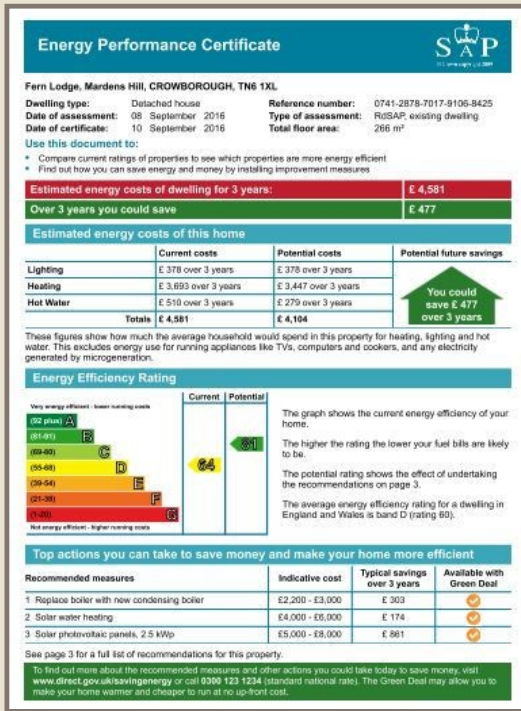 Energy Performance Certificate
SAP
Fern Lodge, Mardens Hill, CROWBOROUGH, TN6 1XL
Dwelling type: Detached house Reference number: 0741-2878-7017-9106-8425
Date of assessment: 08 September 2016 Type of assessment: RdSAP, existing dwelling
Date of certificate: 10 September 2016 Total floor area: 266 m²
Use this document to:
• Compare current ratings of properties to see which properties are more energy efficient
• Find out how you can save energy and money by installing improvement measures
Estimated energy costs of dwelling for 3 years: £ 4,581
Over 3 years you could save £ 477
Estimated energy costs of this home
Current costs Potential costs Potential future savings
Lighting £ 378 over 3 years £ 378 over 3 years
Heating £ 3,693 over 3 years £ 3,447 over 3 years
Hot Water £ 510 over 3 years £ 279 over 3 years
Totals £ 4,581 £ 4,104
You could
save £ 477
over 3 years
These figures show how much the average household would spend in this property for heating, lighting and hot
water. This excludes energy use for running appliances like TVs, computers and cookers, and any electricity
generated by microgeneration.
Energy Efficiency Rating
Current Potential
Very energy efficient - lower running costs
(92 plus) A
(81-91) B
(69-80) C
(55-68) D
(39-54) E
(21-38) F
(1-20) G
Not energy efficient - higher running costs
64
81
The graph shows the current energy efficiency of your
home.
The higher the rating the lower your fuel bills are likely
to be.
The potential rating shows the effect of undertaking
the recommendations on page 3.
The average energy efficiency rating for a dwelling in
England and Wales is band D (rating 60).
Top actions you can take to save money and make your home more efficient
Recommended measures Indicative cost Typical savings over 3 years Available with Green Deal
1 Replace boiler with new condensing boiler £2,200 - £3,000 £ 303
2 Solar water heating £4,000 - £6,000 £ 174
3 Solar photovoltaic panels, 2.5 kWp £5,000 - £8,000 £ 861
See page 3 for a full list of recommendations for this property.
To find out more about the recommended measures and other actions you could take today to save money, visit
www.direct.gov.uk/savingenergy or call 0300 123 1234 (standard national rate). The Green Deal may allow you to
make your home warmer and cheaper to run at no up-front cost.